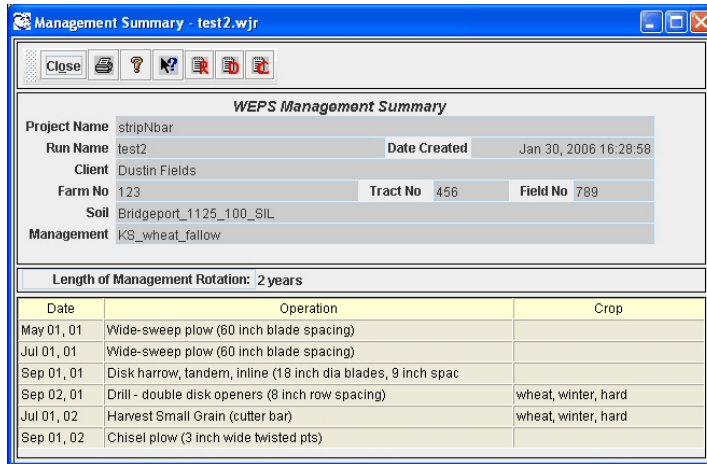 Management Summary - test2.wjr
Close ? ? R D C
WEPS Management Summary
Project Name stripNbar
Run Name test2 Date Created Jan 30, 2006 16:28:58
Client Dustin Fields
Farm No 123 Tract No 456 Field No 789
Soil Bridgeport_1125_100_SIL
Management KS_wheat_fallow
Length of Management Rotation: 2 years
Date Operation Crop
May 01, 01 Wide-sweep plow (60 inch blade spacing)
Jul 01, 01 Wide-sweep plow (60 inch blade spacing)
Sep 01, 01 Disk harrow, tandem, inline (18 inch dia blades, 9 inch spac
Sep 02, 01 Drill - double disk openers (8 inch row spacing) wheat, winter, hard
Jul 01, 02 Harvest Small Grain (cutter bar) wheat, winter, hard
Sep 01, 02 Chisel plow (3 inch wide twisted pts)